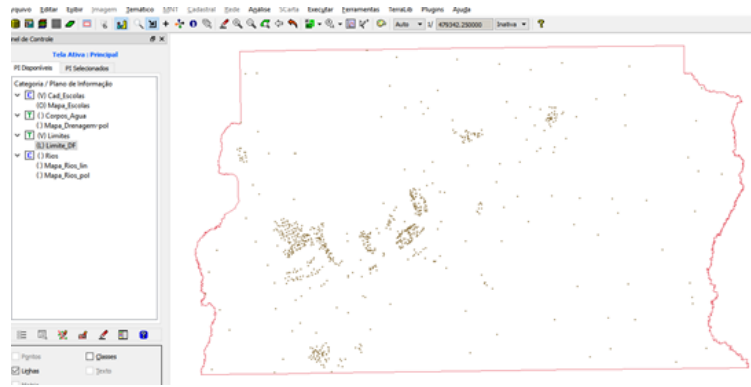 rquivo Editar Exibir Imagem Temático MNT Cadastral Rede Análise SCarta Executar Ferramentas TerraLib Plugins Ajuda
Auto 1/ 479342.250000 Inativa
nel de Controle
Tela Ativa : Principal
PI Disponíveis PI Selecionados
Categoria / Plano de Informação
C (V) Cad_Escolas
(O) Mapa_Escolas
T ( ) Corpos_Agua
( ) Mapa_Drenagem-pol
T (V) Limites
(L) Limite_DF
C ( ) Rios
( ) Mapa_Rios_lin
( ) Mapa_Rios_pol
Pontos Classes
Linhas Texto